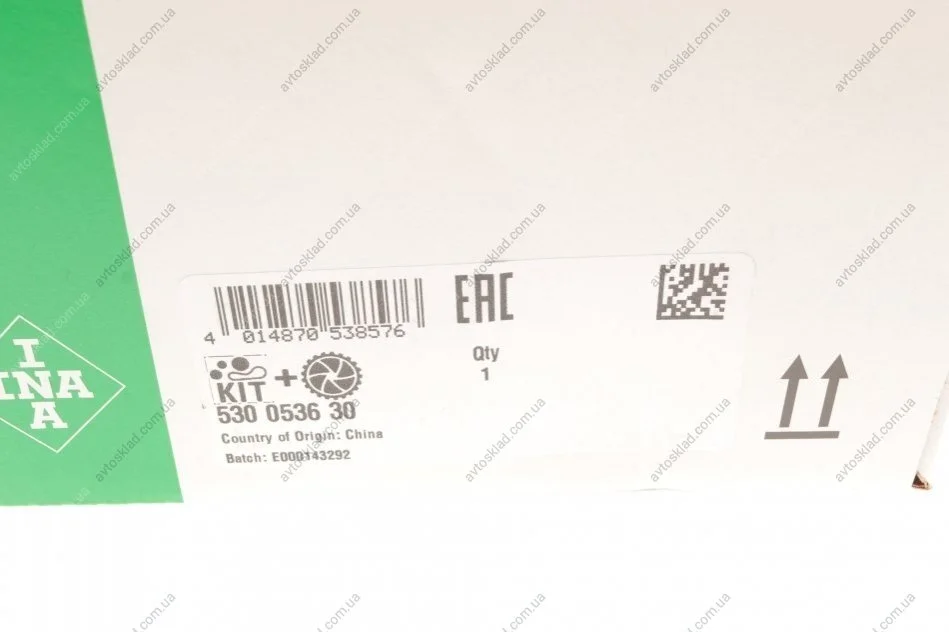 I
INA
A
EAC
4 014870 538576
Qty
1
KIT +
530 0536 30
Country of Origin: China
Batch: E000143292
avtosklad.com.ua